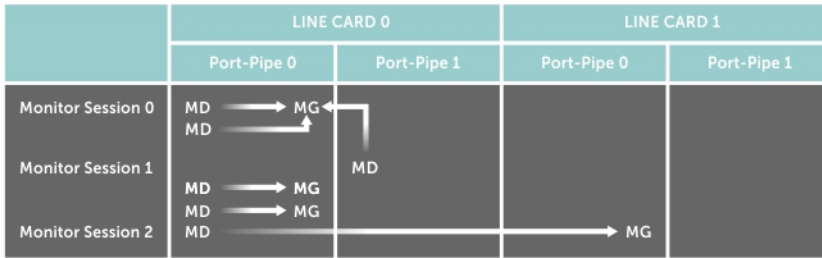 LINE CARD 0 LINE CARD 1
Port-Pipe 0 Port-Pipe 1 Port-Pipe 0 Port-Pipe 1
Monitor Session 0 MD MG
MD
Monitor Session 1 MD
MD MG
MD MG
Monitor Session 2 MD MG